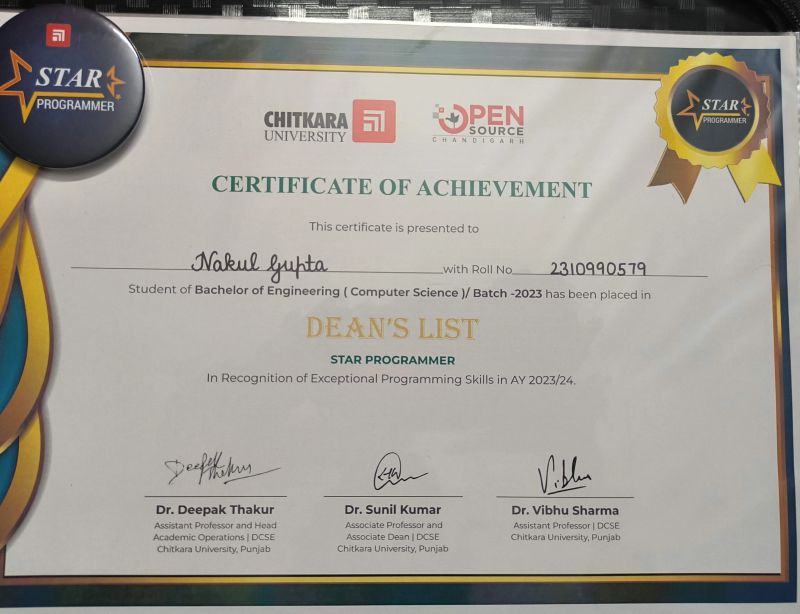 STAR
PROGRAMMER
STAR
PROGRAMMER
CHITKARA
UNIVERSITY
OPEN
SOURCE
CHANDIGARH
CERTIFICATE OF ACHIEVEMENT
This certificate is presented to
Nakul Gupta with Roll No 2310990579
Student of Bachelor of Engineering ( Computer Science )/ Batch -2023 has been placed in
DEAN'S LIST
STAR PROGRAMMER
In Recognition of Exceptional Programming Skills in AY 2023/24.
Deepak Thakur
Vibhu
Dr. Deepak Thakur
Assistant Professor and Head
Academic Operations | DCSE
Chitkara University, Punjab
Dr. Sunil Kumar
Associate Professor and
Associate Dean | DCSE
Chitkara University, Punjab
Dr. Vibhu Sharma
Assistant Professor | DCSE
Chitkara University, Punjab